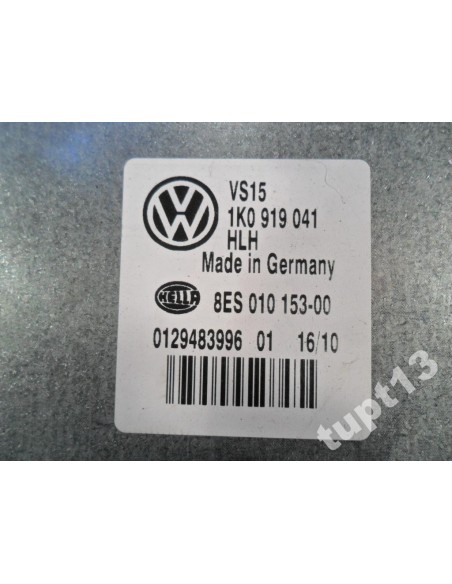 VS15
1K0 919 041
HLH
Made in Germany
HELLA
8ES 010 153-00
0129483996 01 16/10
tupt13